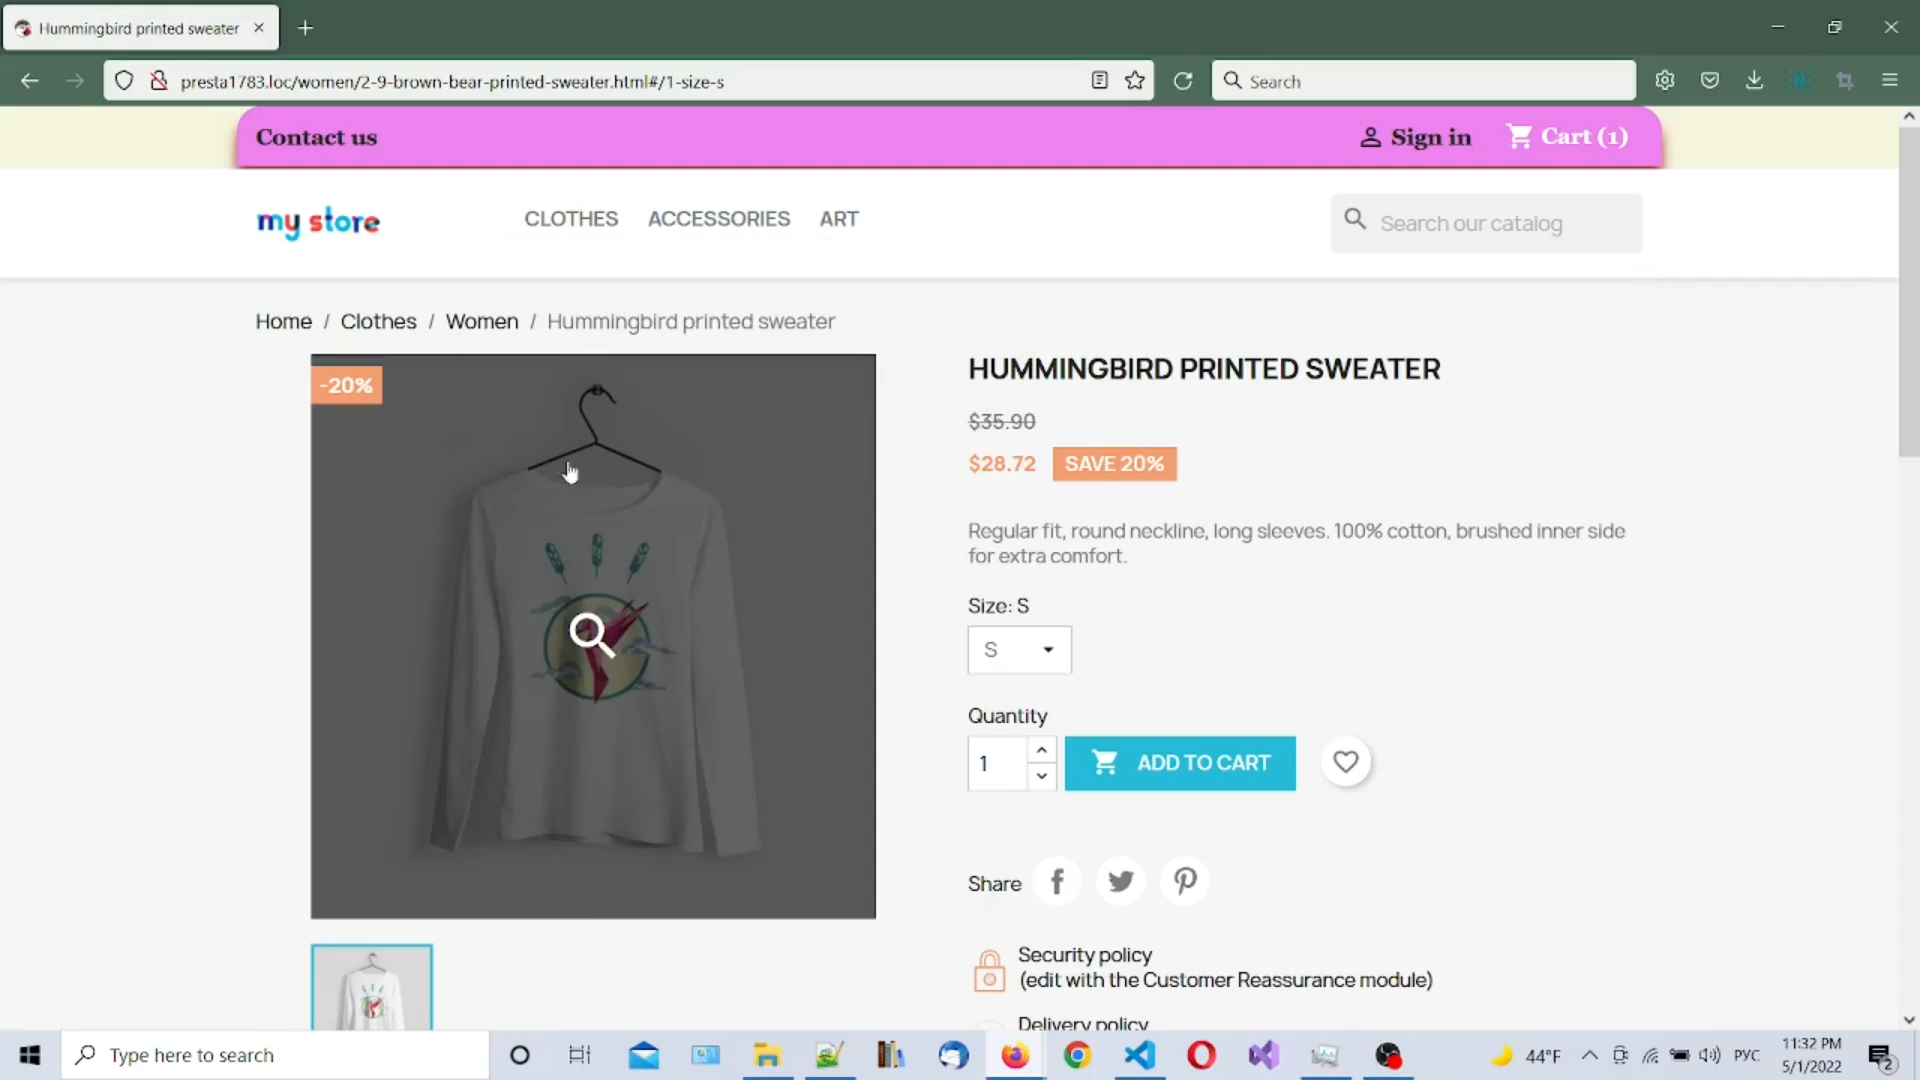 Hummingbird printed sweater
presta1783.loc/women/2-9-brown-bear-printed-sweater.html#/1-size-s
Search
Contact us
Sign in
Cart (1)
my store
CLOTHES
ACCESSORIES
ART
Search our catalog
Home / Clothes / Women / Hummingbird printed sweater
-20%
HUMMINGBIRD PRINTED SWEATER
$35.90
$28.72
SAVE 20%
Regular fit, round neckline, long sleeves. 100% cotton, brushed inner side
for extra comfort.
Size: S
S
Quantity
1
ADD TO CART
Share
Security policy
(edit with the Customer Reassurance module)
Delivery policy
Type here to search
44°F
РУС
11:32 PM
5/1/2022
2